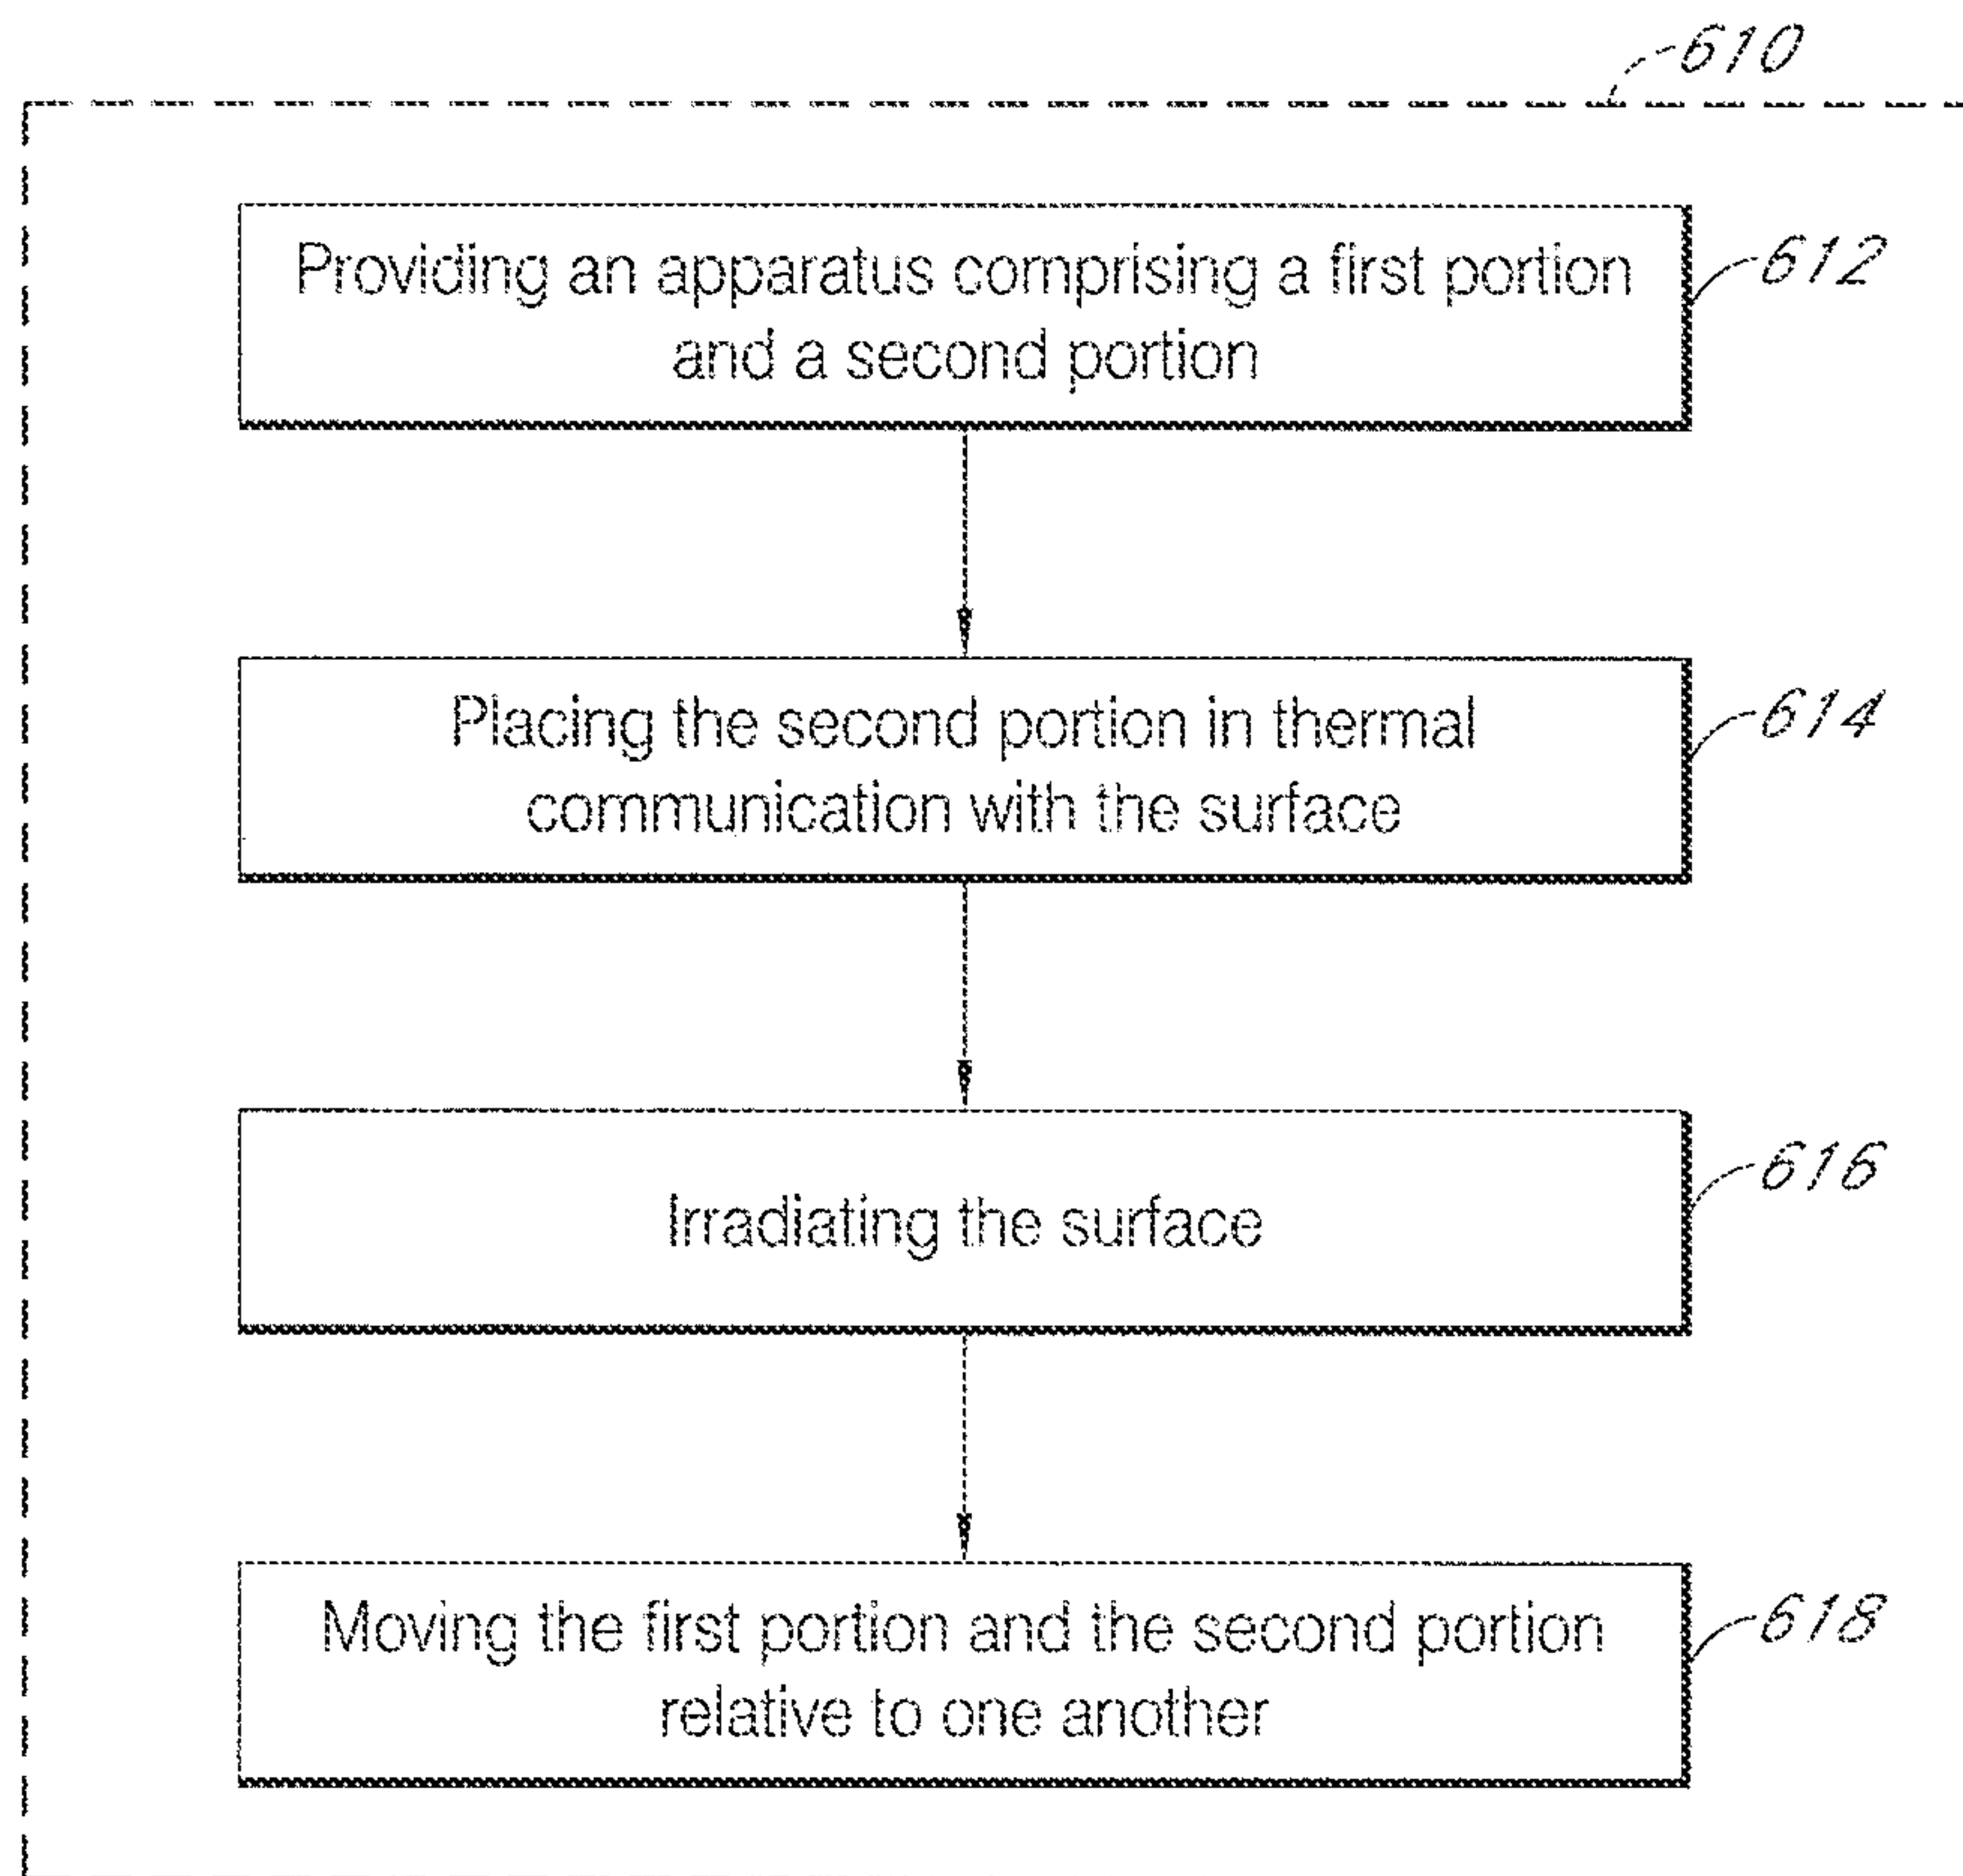 610
Providing an apparatus comprising a first portion
and a second portion
612
Placing the second portion in thermal
communication with the surface
614
Irradiating the surface
616
Moving the first portion and the second portion
relative to one another
618